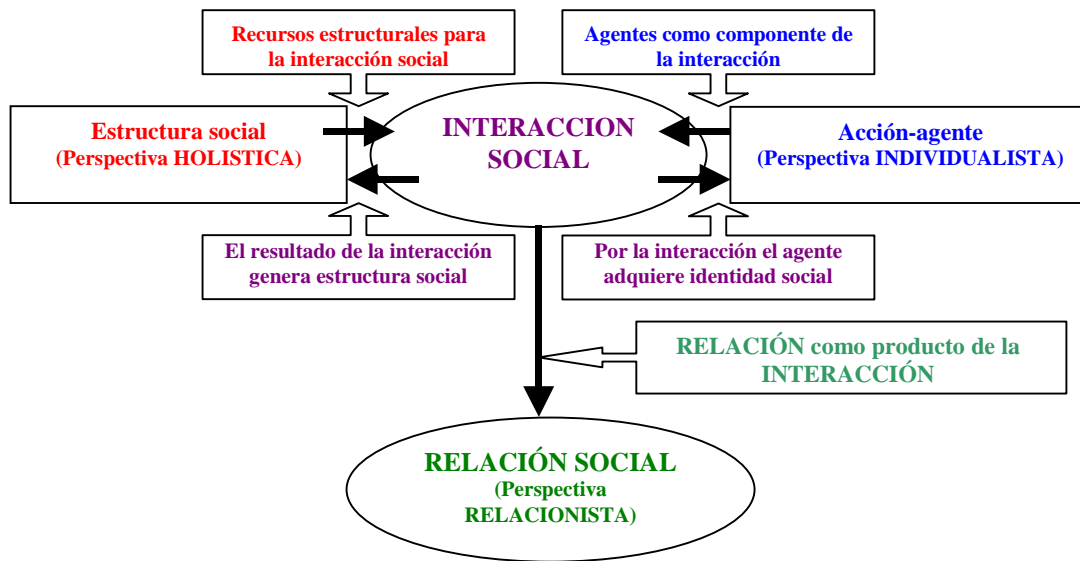 Recursos estructurales para
la interacción social
Agentes como componente de
la interacción
Estructura social
(Perspectiva HOLISTICA)
INTERACCION
SOCIAL
Acción-agente
(Perspectiva INDIVIDUALISTA)
El resultado de la interacción
genera estructura social
Por la interacción el agente
adquiere identidad social
RELACIÓN como producto de la
INTERACCIÓN
RELACIÓN SOCIAL
(Perspectiva
RELACIONISTA)